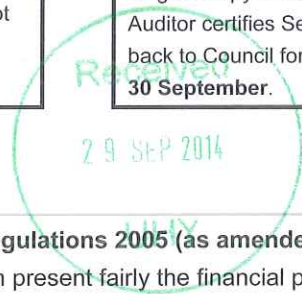 ot
Auditor certifies Se
back to Council for
30 September.
Received
29 SEP 2014
gulations 2005 (as amende
n present fairly the financial p